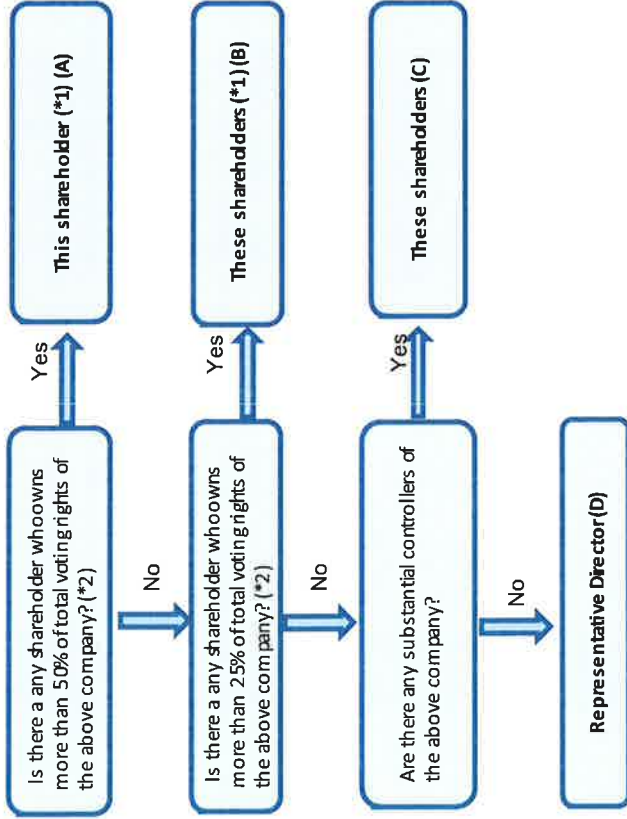 Is there a any shareholder whoowns
more than 50% of total voting rights of
the above company? (*2)
Yes
This shareholder (*1) (A)
No
Is there a any shareholder whoowns
more than 25% of total voting rights of
the above company? (*2)
Yes
These shareholders (*1) (B)
No
Are there any substantial controllers of
the above company?
Yes
These shareholders (C)
No
Representative Director(D)